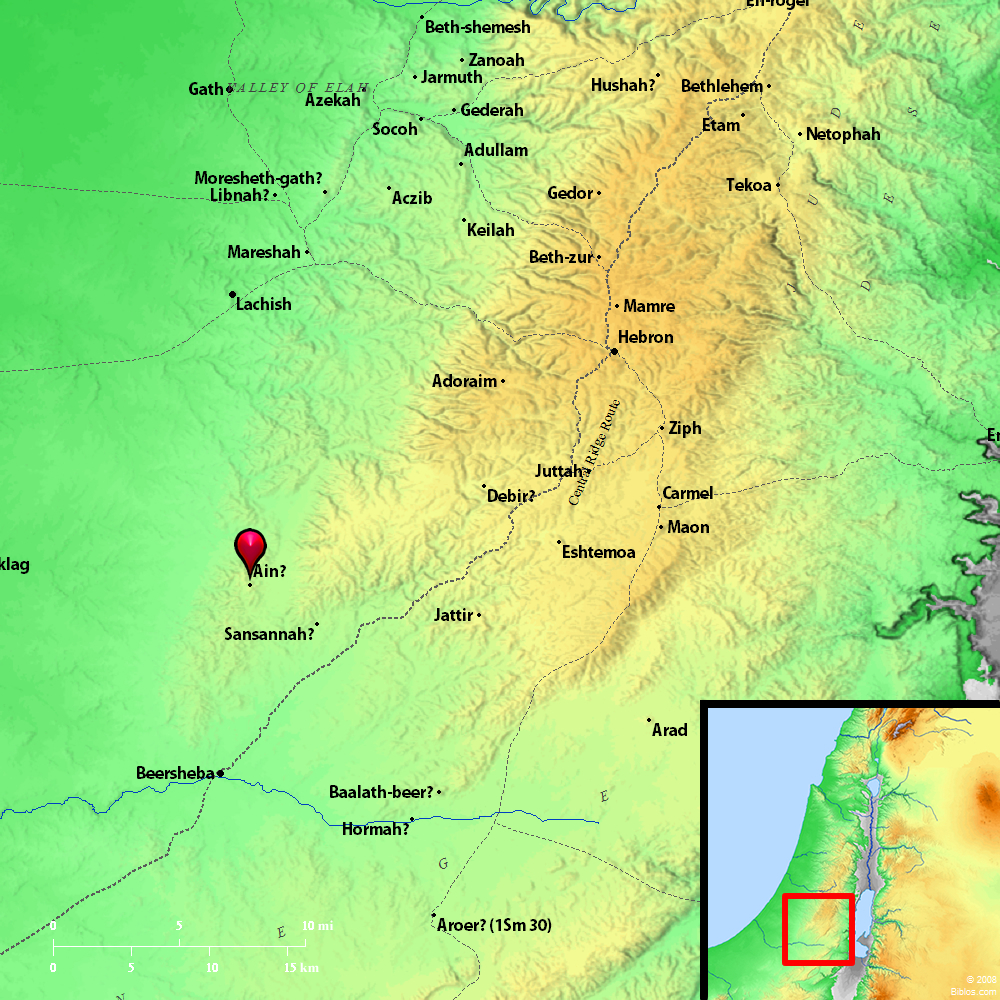 En-rogel
Beth-shemesh
Zanoah
Jarmuth
Hushah?
Bethlehem
Gath
VALLEY OF ELAH
Azekah
Gederah
Socoh
Etam
Netophah
Adullam
Moresheth-gath?
Libnah?
Aczib
Gedor
Tekoa
Keilah
Mareshah
Beth-zur
Lachish
Mamre
Hebron
Adoraim
Central Ridge Route
Ziph
En
Juttah
Debir?
Carmel
Maon
Eshtemoa
klag
Ain?
Jattir
Sansannah?
Arad
Beersheba
Baalath-beer?
Hormah?
Aroer? (1Sm 30)
J U D E
J U D E S E R
N E G E
0 5 10 mi
0 5 10 15 km
© 2008
Biblos.com